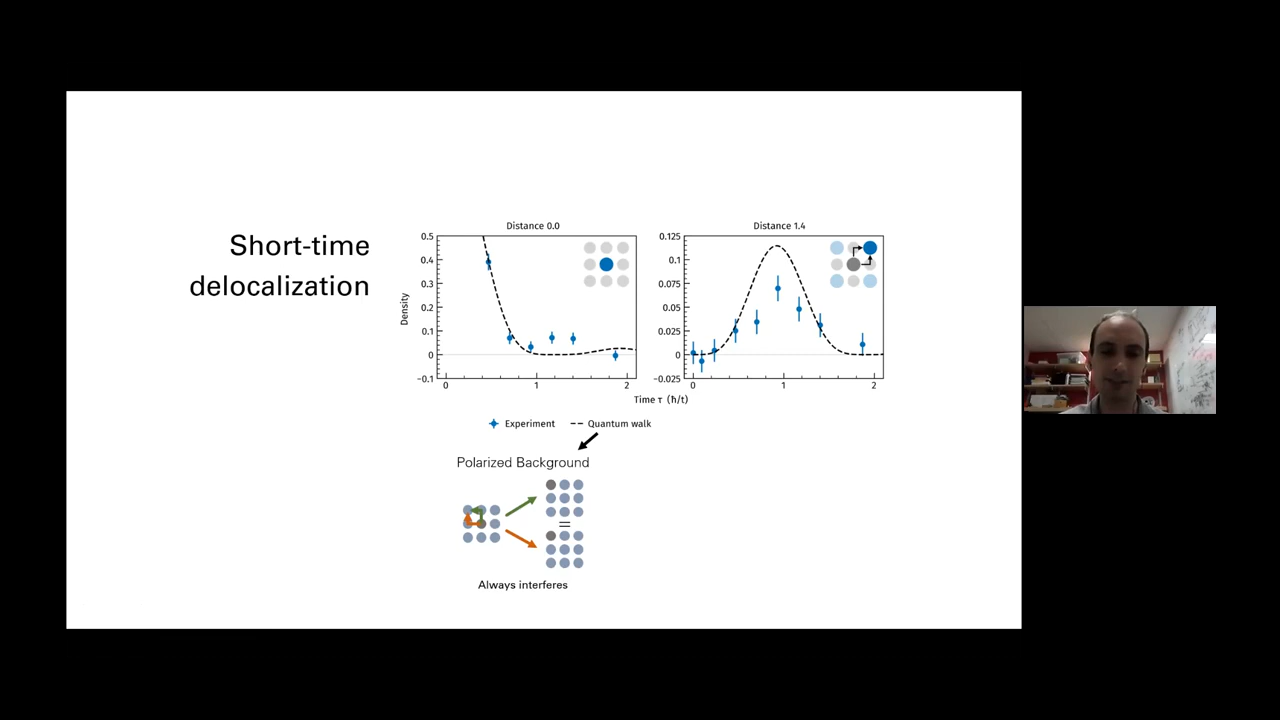 Short-time
delocalization
Distance 0.0
Distance 1.4
0.5
0.4
0.3
0.2
0.1
0
−0.1
Density
0
1
2
0.125
0.1
0.075
0.05
0.025
0
−0.025
0
1
2
Time τ (ħ/t)
Experiment
Quantum walk
Polarized Background
=
Always interferes